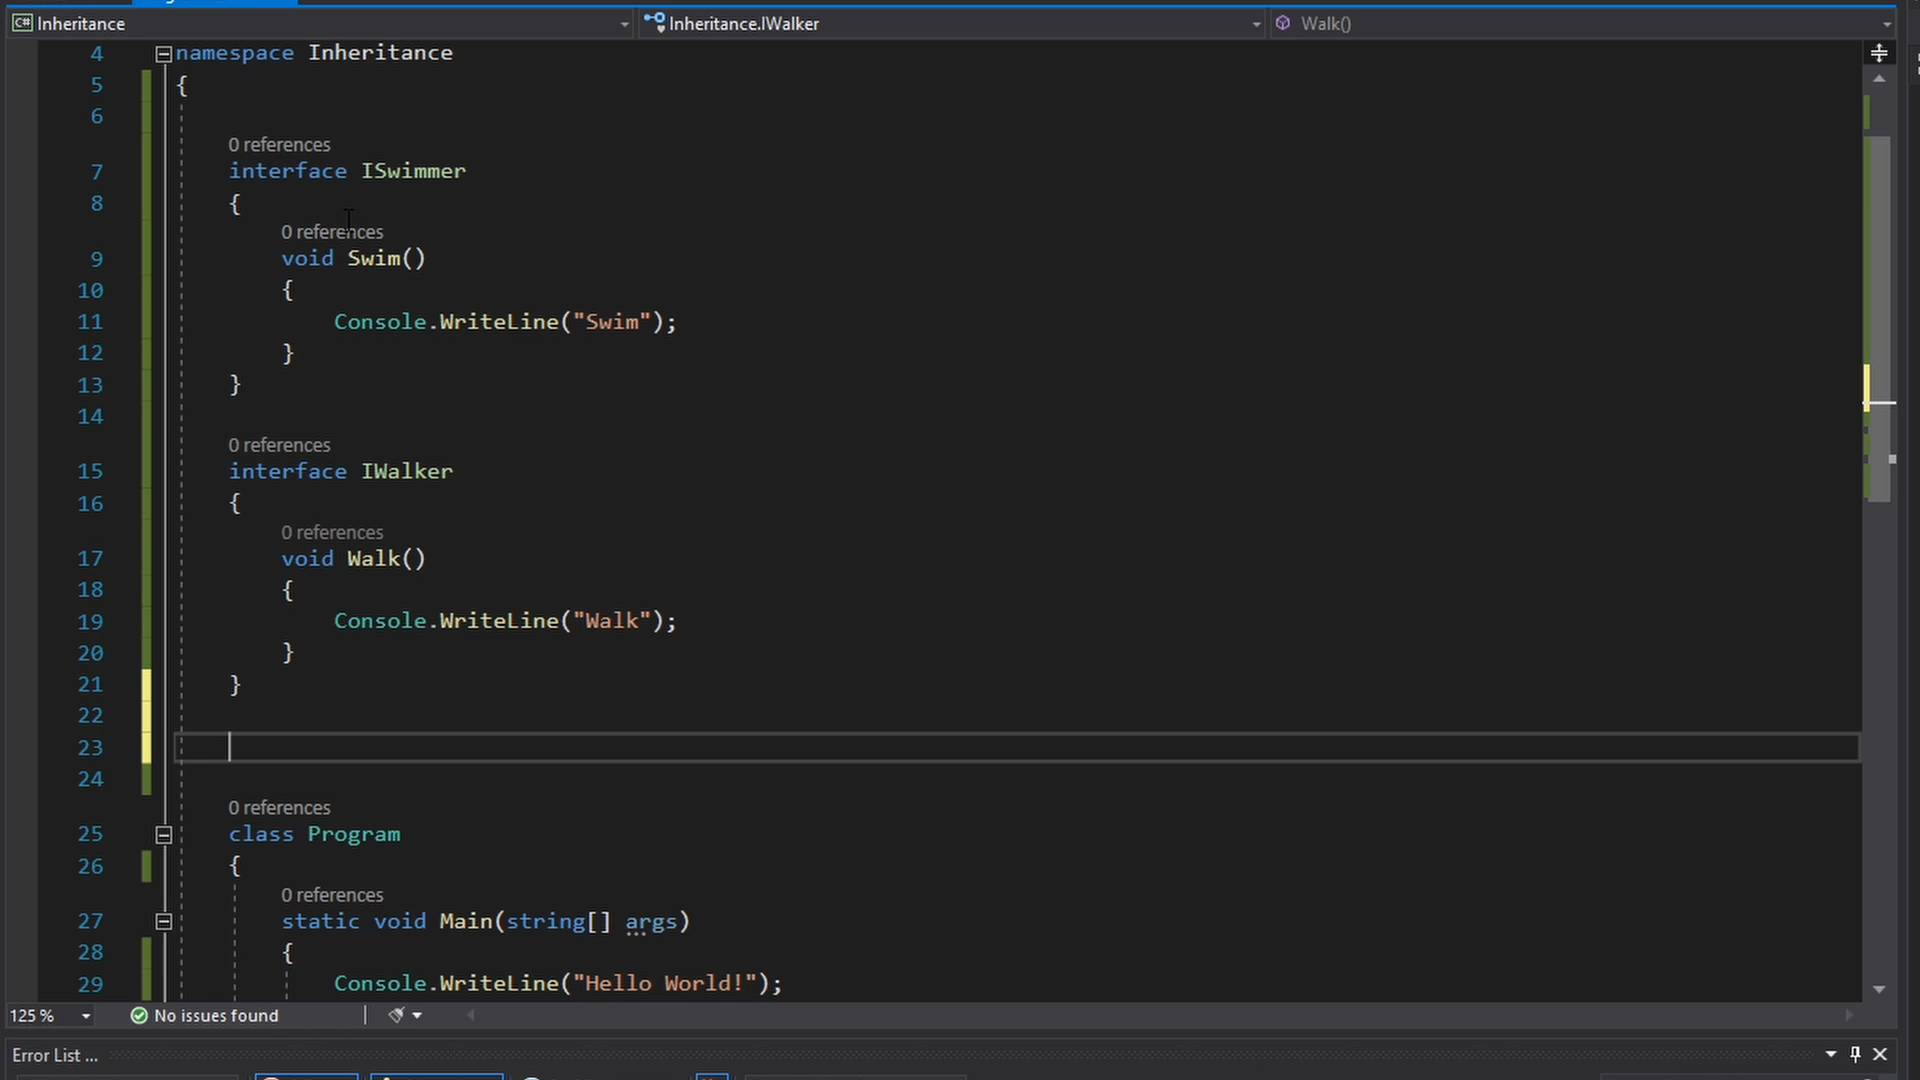 C# Inheritance Inheritance.IWalker Walk()
4 namespace Inheritance
5 {
6
0 references
7 interface ISwimmer
8 {
0 references
9 void Swim()
10 {
11 Console.WriteLine("Swim");
12 }
13 }
14
0 references
15 interface IWalker
16 {
0 references
17 void Walk()
18 {
19 Console.WriteLine("Walk");
20 }
21 }
22
23
24
0 references
25 class Program
26 {
0 references
27 static void Main(string[] args)
28 {
29 Console.WriteLine("Hello World!");
125 % No issues found
Error List ...